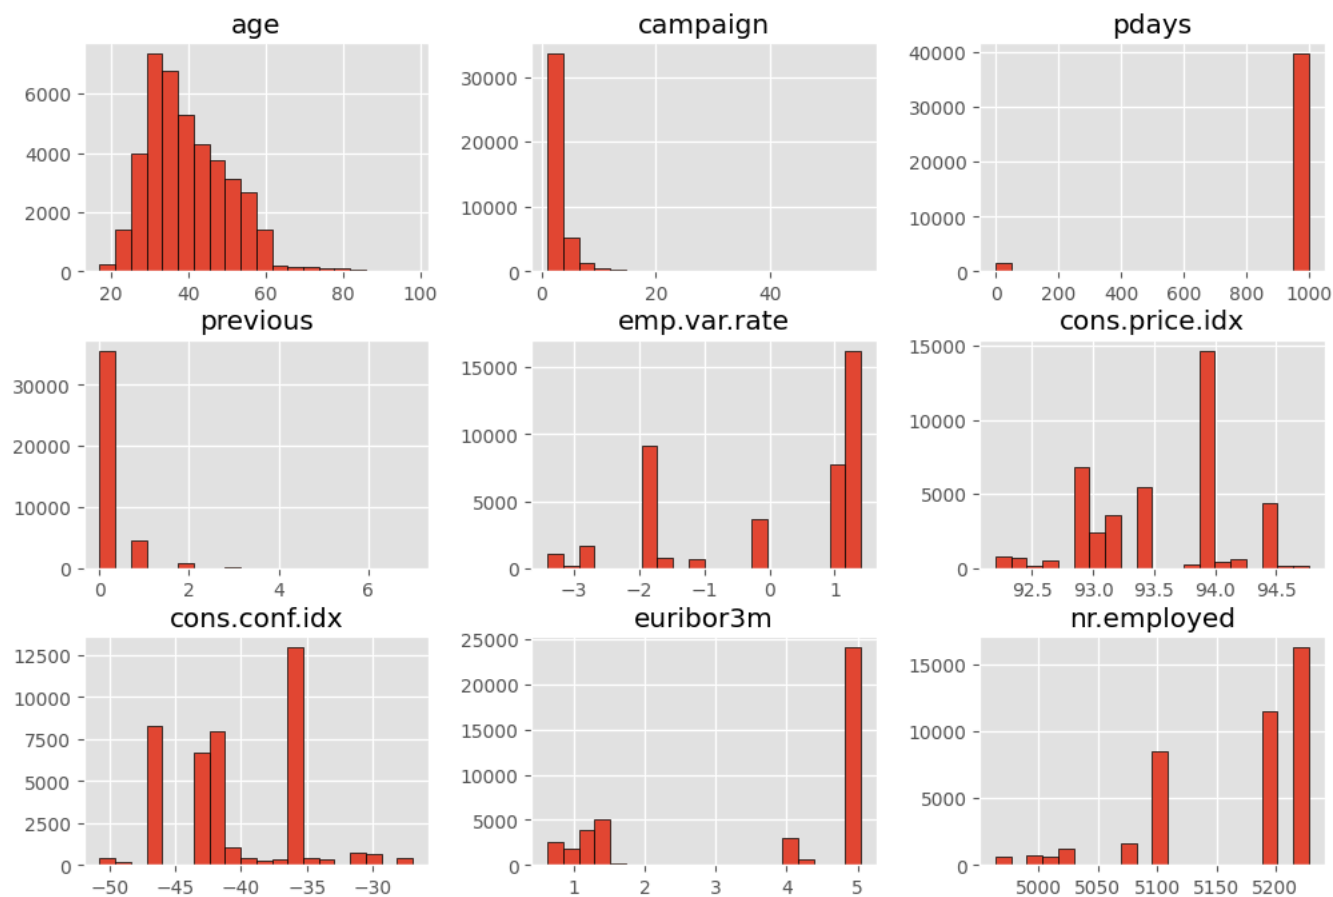 age
campaign
pdays
6000
4000
2000
0
20 40 60 80 100
30000
20000
10000
0
0 20 40
40000
30000
20000
10000
0
0 200 400 600 800 1000
previous
emp.var.rate
cons.price.idx
30000
20000
10000
0
0 2 4 6
15000
10000
5000
0
−3 −2 −1 0 1
15000
10000
5000
0
92.5 93.0 93.5 94.0 94.5
cons.conf.idx
euribor3m
nr.employed
12500
10000
7500
5000
2500
0
−50 −45 −40 −35 −30
25000
20000
15000
10000
5000
0
1 2 3 4 5
15000
10000
5000
0
5000 5050 5100 5150 5200